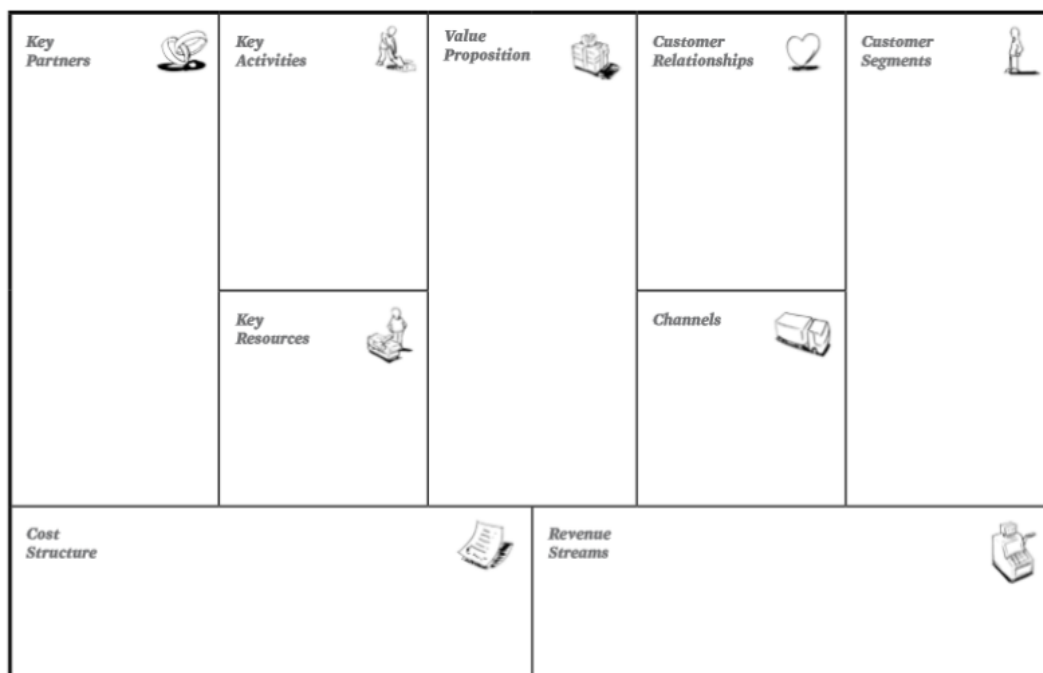 Key
Partners
Key
Activities
Value
Proposition
Customer
Relationships
Customer
Segments
Key
Resources
Channels
Cost
Structure
Revenue
Streams